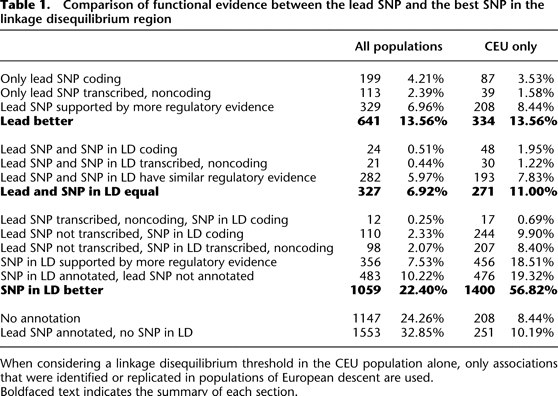 Table 1. Comparison of functional evidence between the lead SNP and the best SNP in the
linkage disequilibrium region
All populations CEU only
Only lead SNP coding 199 4.21% 87 3.53%
Only lead SNP transcribed, noncoding 113 2.39% 39 1.58%
Lead SNP supported by more regulatory evidence 329 6.96% 208 8.44%
Lead better 641 13.56% 334 13.56%
Lead SNP and SNP in LD coding 24 0.51% 48 1.95%
Lead SNP and SNP in LD transcribed, noncoding 21 0.44% 30 1.22%
Lead SNP and SNP in LD have similar regulatory evidence 282 5.97% 193 7.83%
Lead and SNP in LD equal 327 6.92% 271 11.00%
Lead SNP transcribed, noncoding, SNP in LD coding 12 0.25% 17 0.69%
Lead SNP not transcribed, SNP in LD coding 110 2.33% 244 9.90%
Lead SNP not transcribed, SNP in LD transcribed, noncoding 98 2.07% 207 8.40%
SNP in LD supported by more regulatory evidence 356 7.53% 456 18.51%
SNP in LD annotated, lead SNP not annotated 483 10.22% 476 19.32%
SNP in LD better 1059 22.40% 1400 56.82%
No annotation 1147 24.26% 208 8.44%
Lead SNP annotated, no SNP in LD 1553 32.85% 251 10.19%
When considering a linkage disequilibrium threshold in the CEU population alone, only associations
that were identified or replicated in populations of European descent are used.
Boldfaced text indicates the summary of each section.